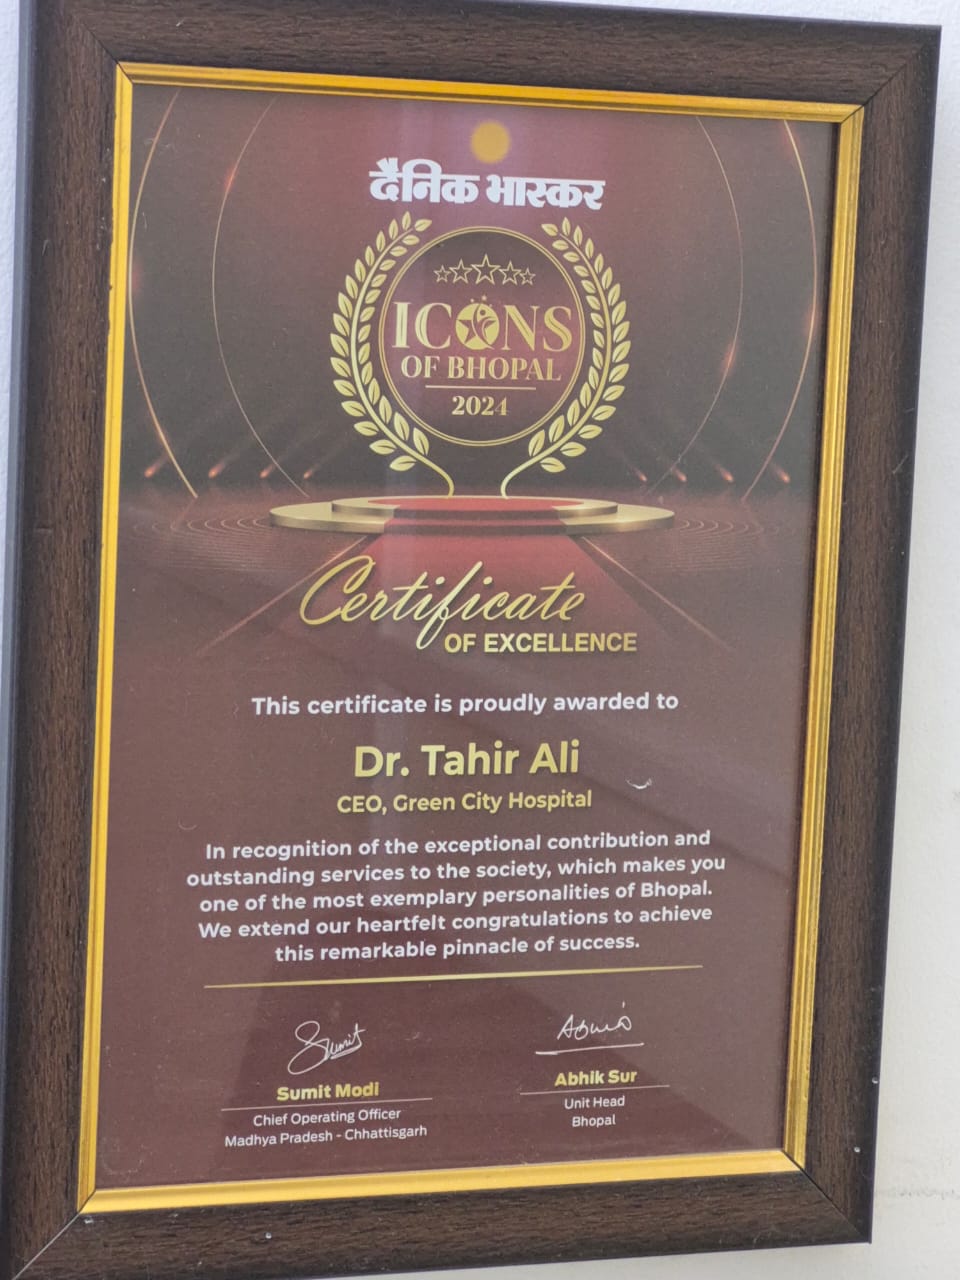 दैनिक भास्कर
ICONS
OF BHOPAL
2024
Certificate
OF EXCELLENCE
This certificate is proudly awarded to
Dr. Tahir Ali
CEO, Green City Hospital
In recognition of the exceptional contribution and
outstanding services to the society, which makes you
one of the most exemplary personalities of Bhopal.
We extend our heartfelt congratulations to achieve
this remarkable pinnacle of success.
Sumit
Sumit Modi
Chief Operating Officer
Madhya Pradesh - Chhattisgarh
Abhik Sur
Unit Head
Bhopal